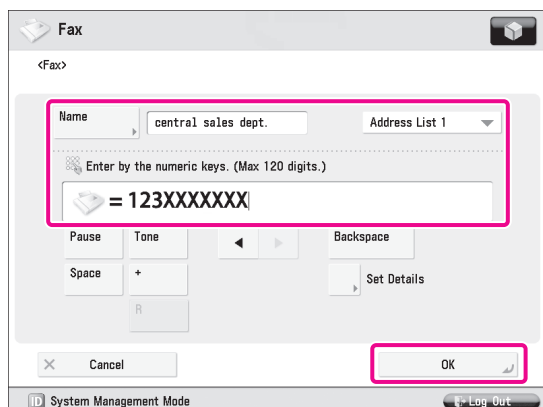 Fax
<Fax>
Name central sales dept. Address List 1
Enter by the numeric keys. (Max 120 digits.)
= 123XXXXXXX
Pause Tone Backspace
Space + Set Details
R
Cancel OK
ID System Management Mode Log Out